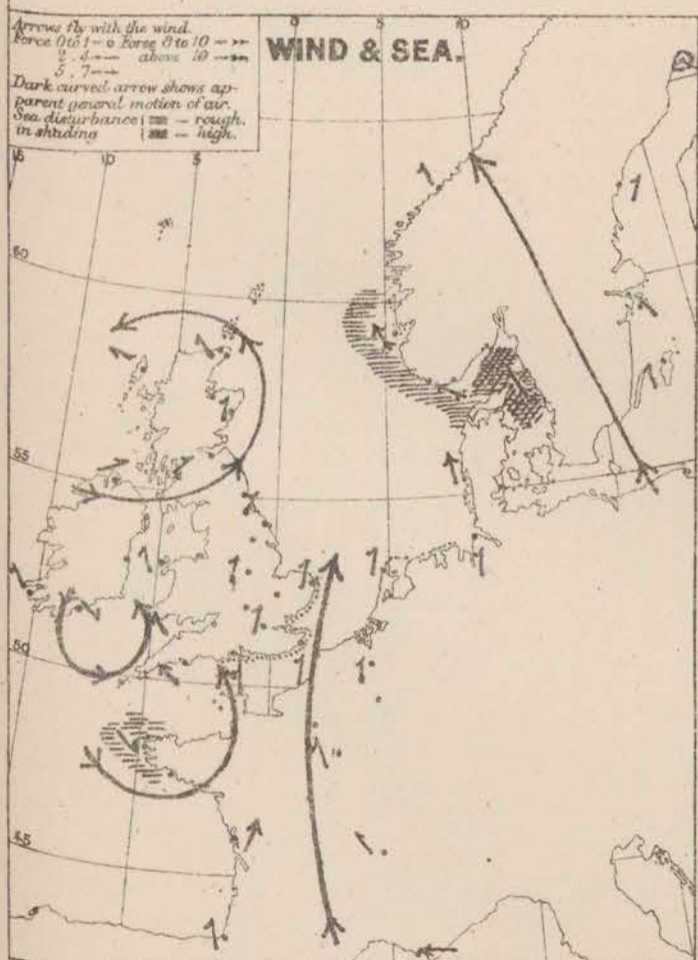 Arrows fly with the wind.
Force 0 to 1 – o Force 8 to 10 –
2 . 4 – above 10 –
5 . 7 –
Dark curved arrow shows ap-
parent general motion of air.
Sea disturbance – rough.
in shading – high.
WIND & SEA.
0
15 10 5
60
5 10
55
50
45